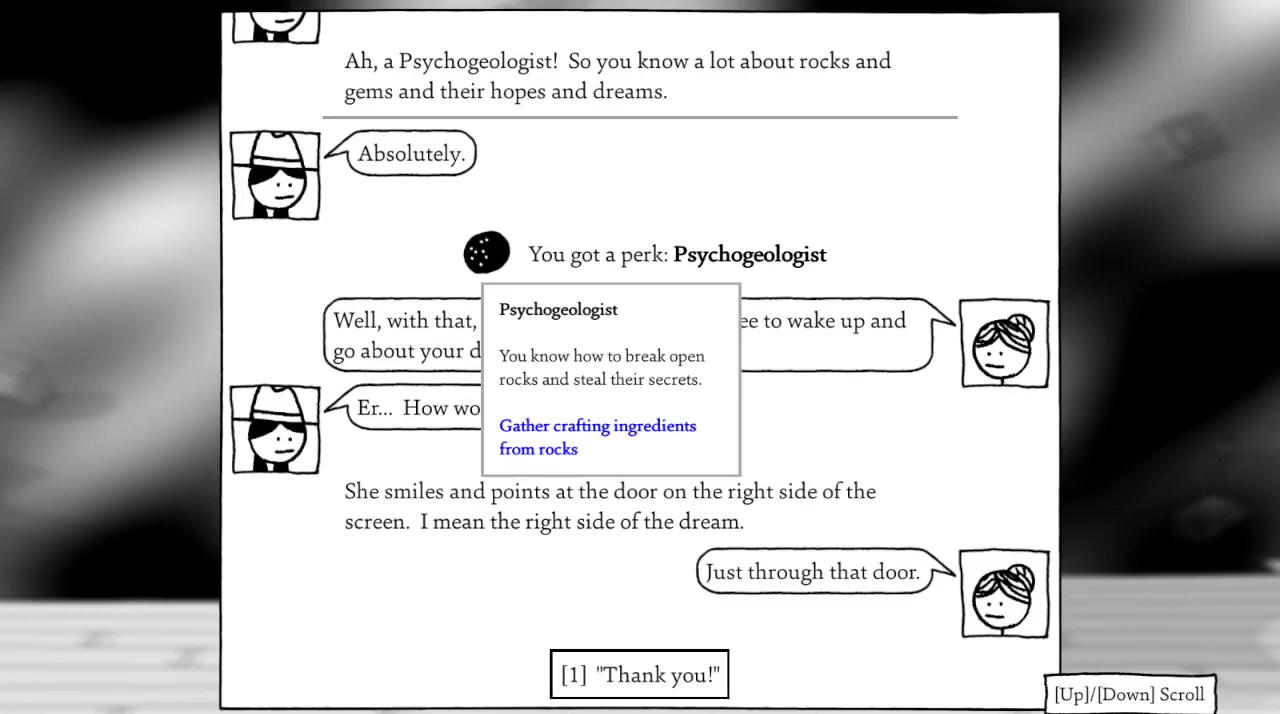 Ah, a Psychogeologist! So you know a lot about rocks and
gems and their hopes and dreams.
Absolutely.
You got a perk: Psychogeologist
Well, with that,
ee to wake up and
go about your d
Er... How wo
Psychogeologist
You know how to break open
rocks and steal their secrets.
Gather crafting ingredients
from rocks
She smiles and points at the door on the right side of the
screen. I mean the right side of the dream.
Just through that door.
[1] "Thank you!"
[Up]/[Down] Scroll